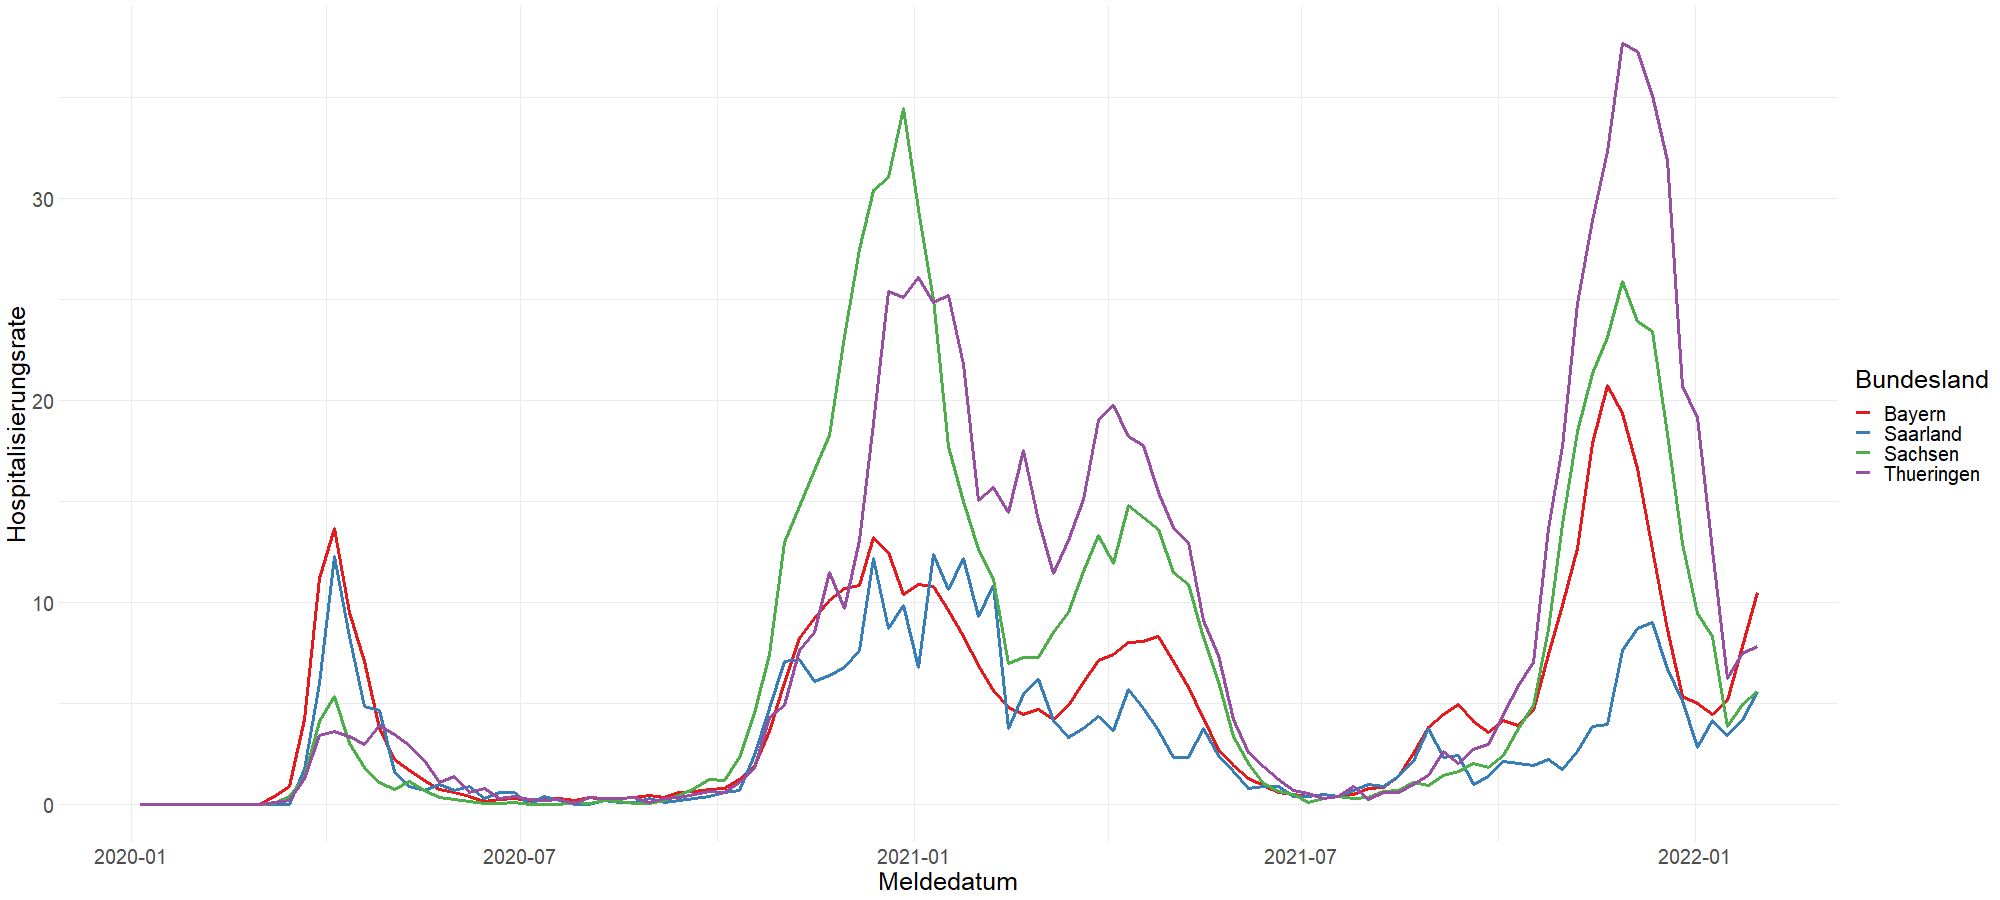 Hospitalisierungsrate
30
20
10
0
2020-01
2020-07
2021-01
2021-07
2022-01
Meldedatum
Bundesland
Bayern
Saarland
Sachsen
Thueringen